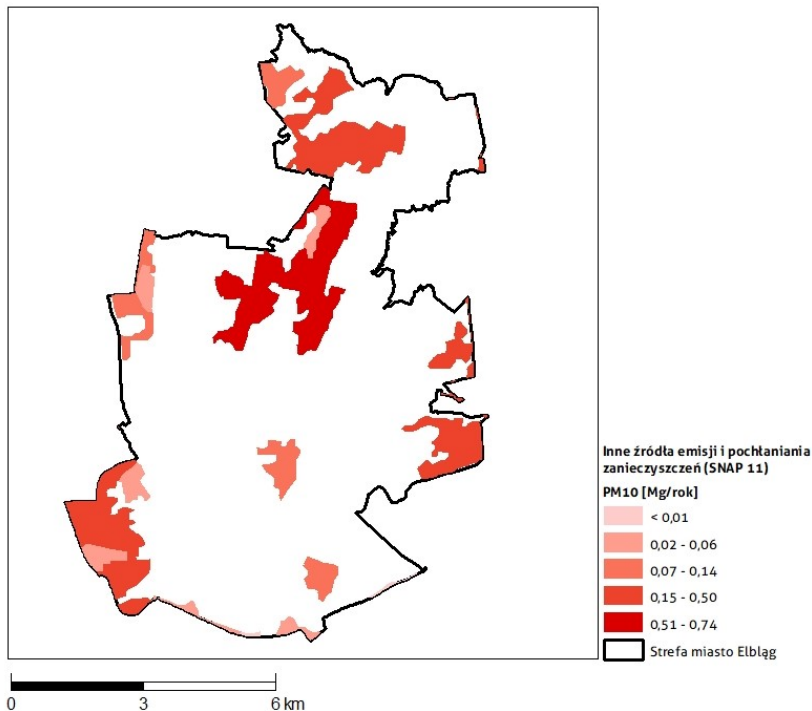 Inne źródła emisji i pochłaniania
zanieczyszczeń (SNAP 11)
PM10 [Mg/rok]
< 0,01
0,02 - 0,06
0,07 - 0,14
0,15 - 0,50
0,51 - 0,74
Strefa miasto Elbląg
0 3 6 km